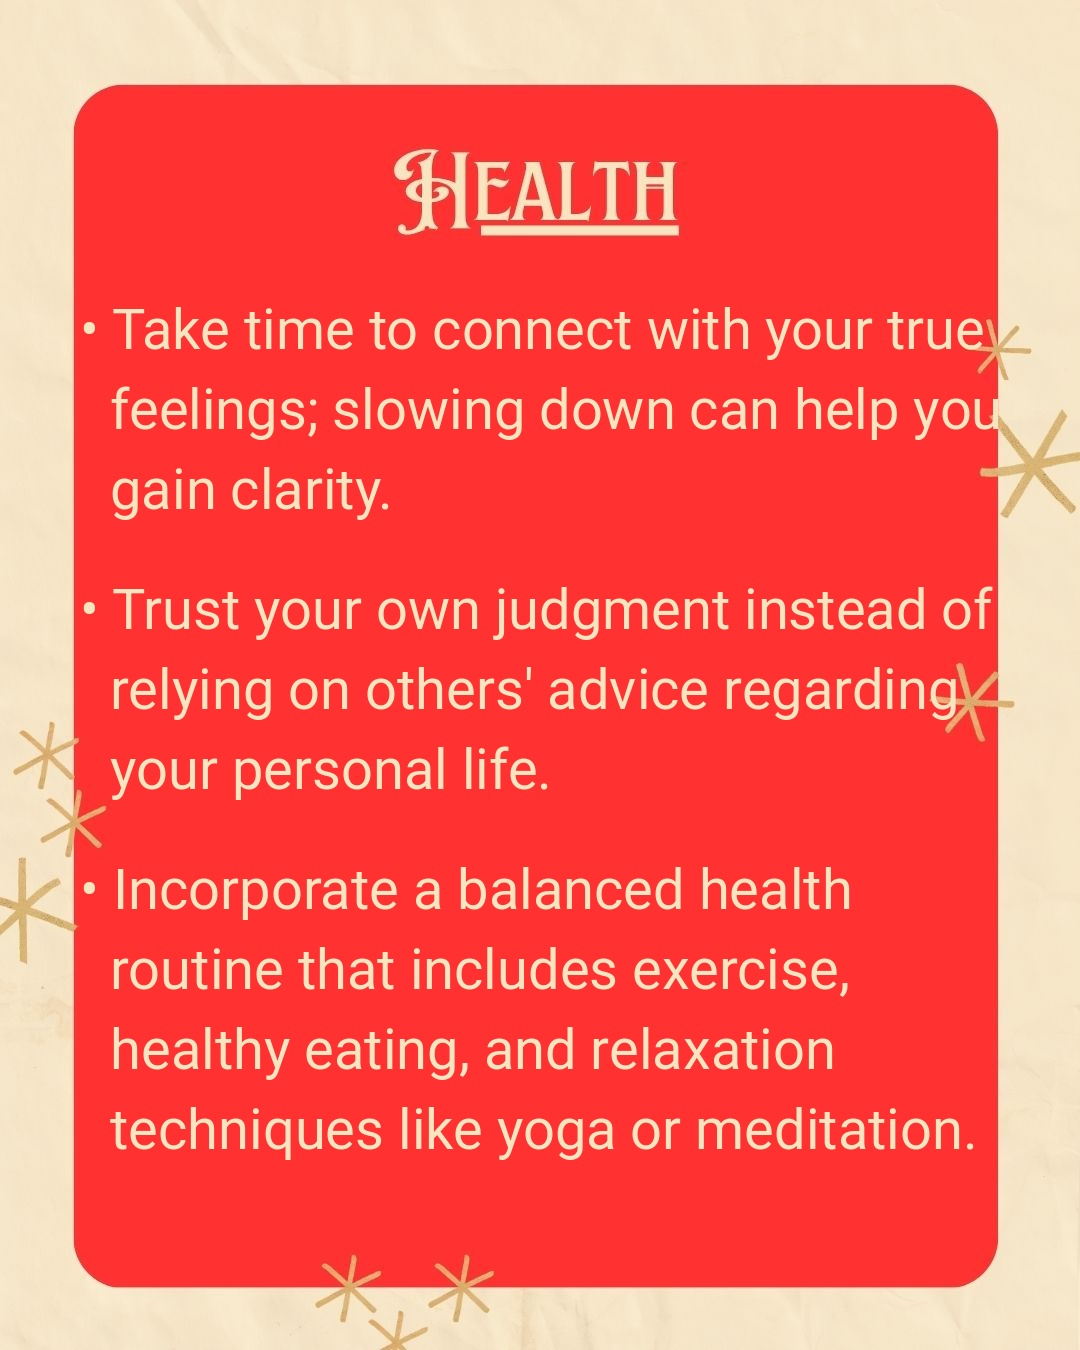 Health
• Take time to connect with your true
feelings; slowing down can help you
gain clarity.
• Trust your own judgment instead of
relying on others' advice regarding
your personal life.
• Incorporate a balanced health
routine that includes exercise,
healthy eating, and relaxation
techniques like yoga or meditation.